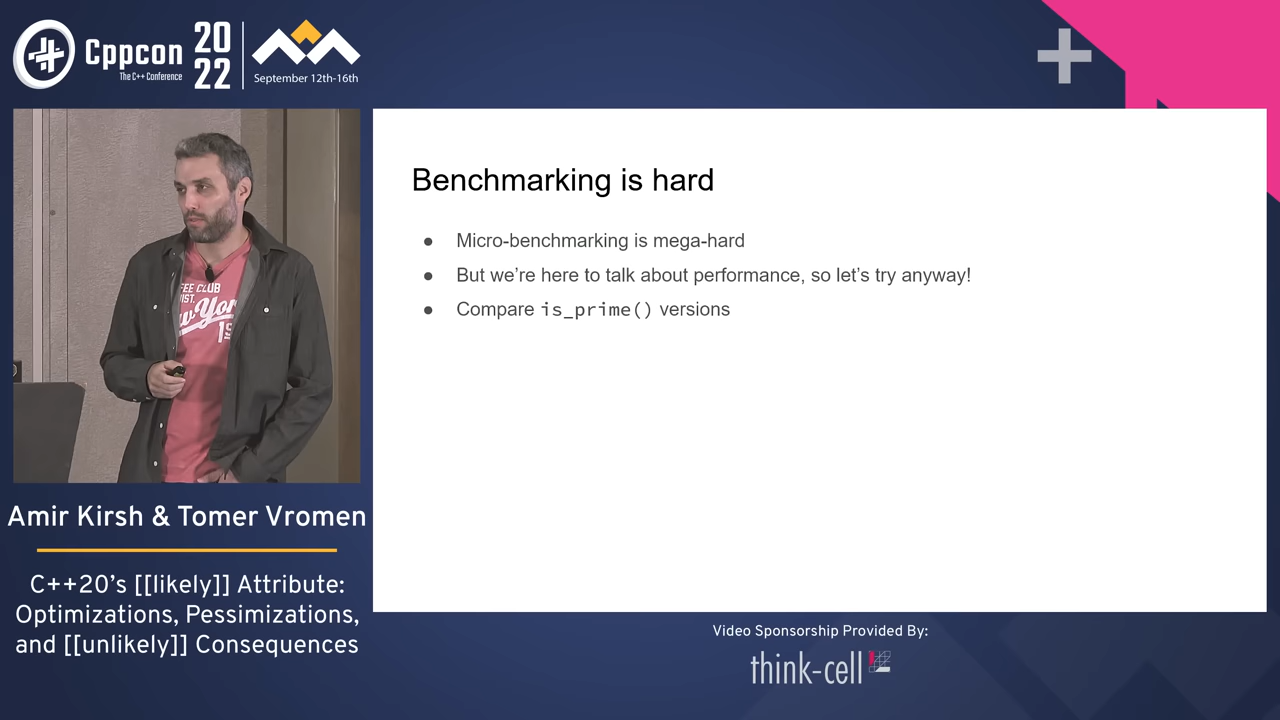 Cppcon
The C++ Conference
20
22
September 12th-16th
Benchmarking is hard
● Micro-benchmarking is mega-hard
● But we’re here to talk about performance, so let’s try anyway!
● Compare is_prime() versions
Amir Kirsh & Tomer Vromen
C++20’s [[likely]] Attribute:
Optimizations, Pessimizations,
and [[unlikely]] Consequences
Video Sponsorship Provided By:
think-cell